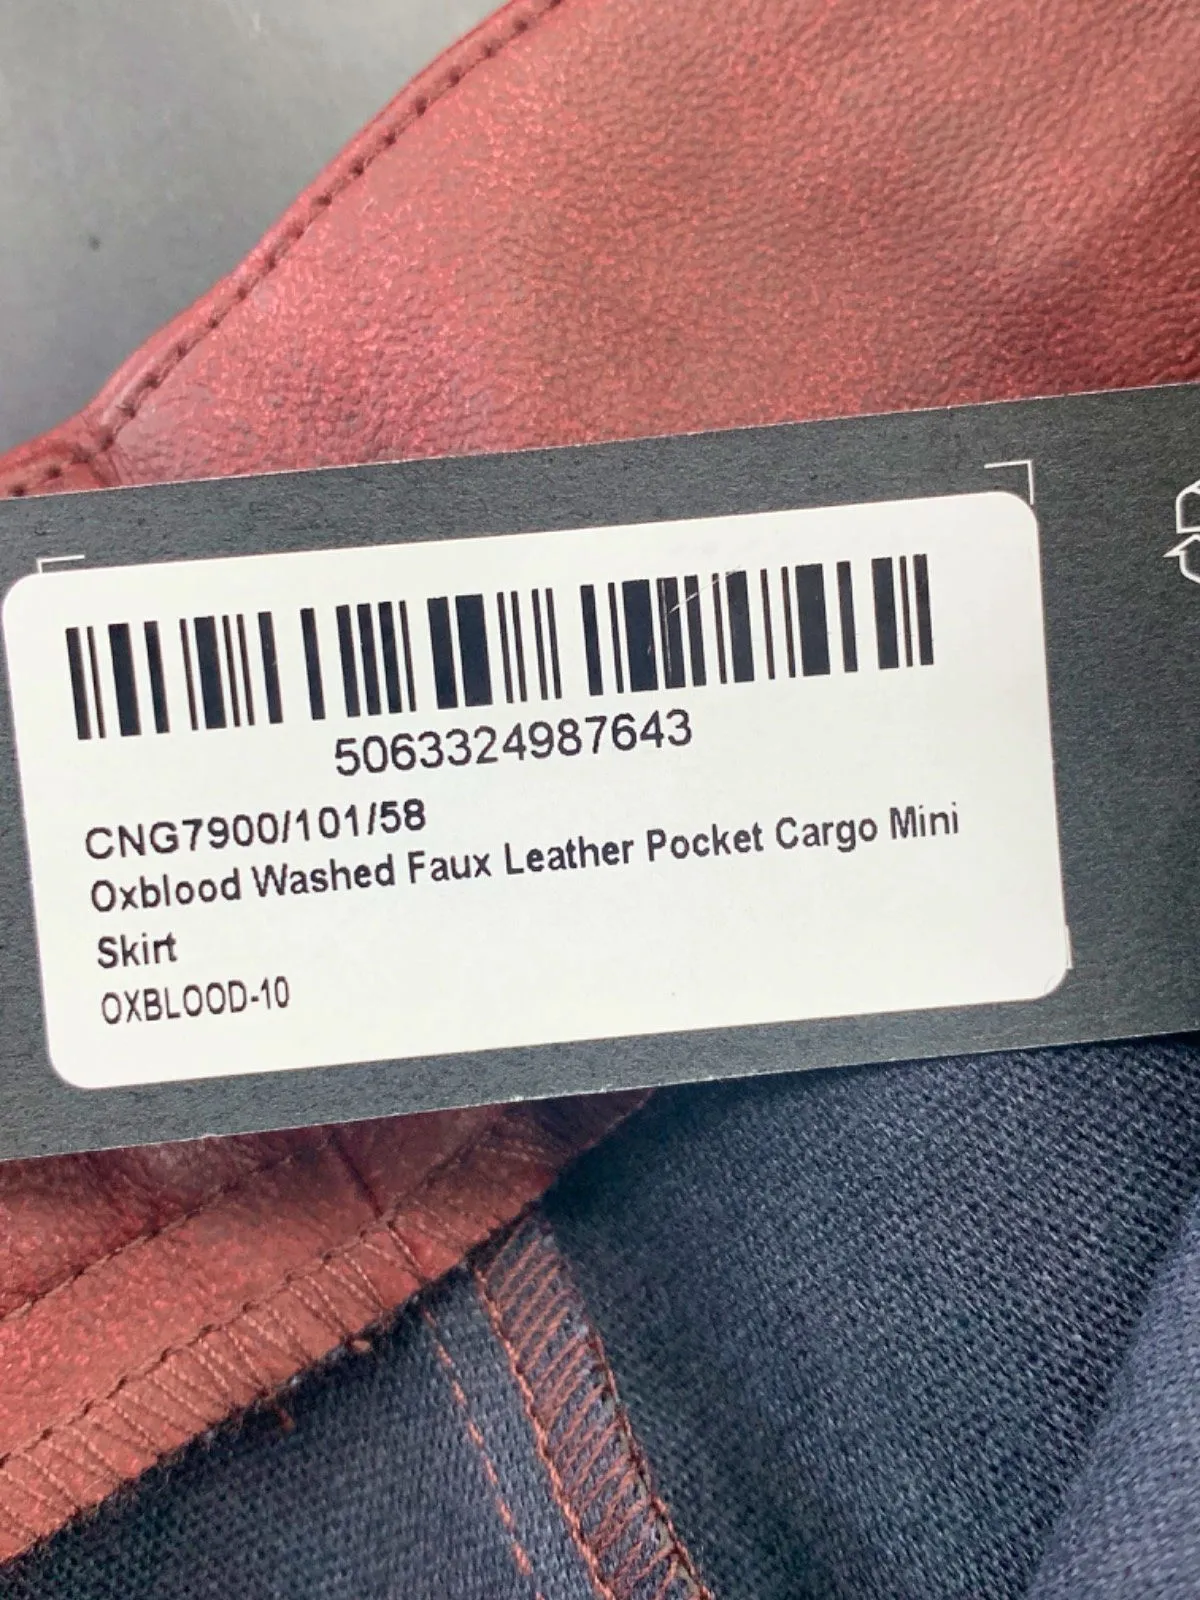 5063324987643
CNG7900/101/58
Oxblood Washed Faux Leather Pocket Cargo Mini
Skirt
OXBLOOD-10